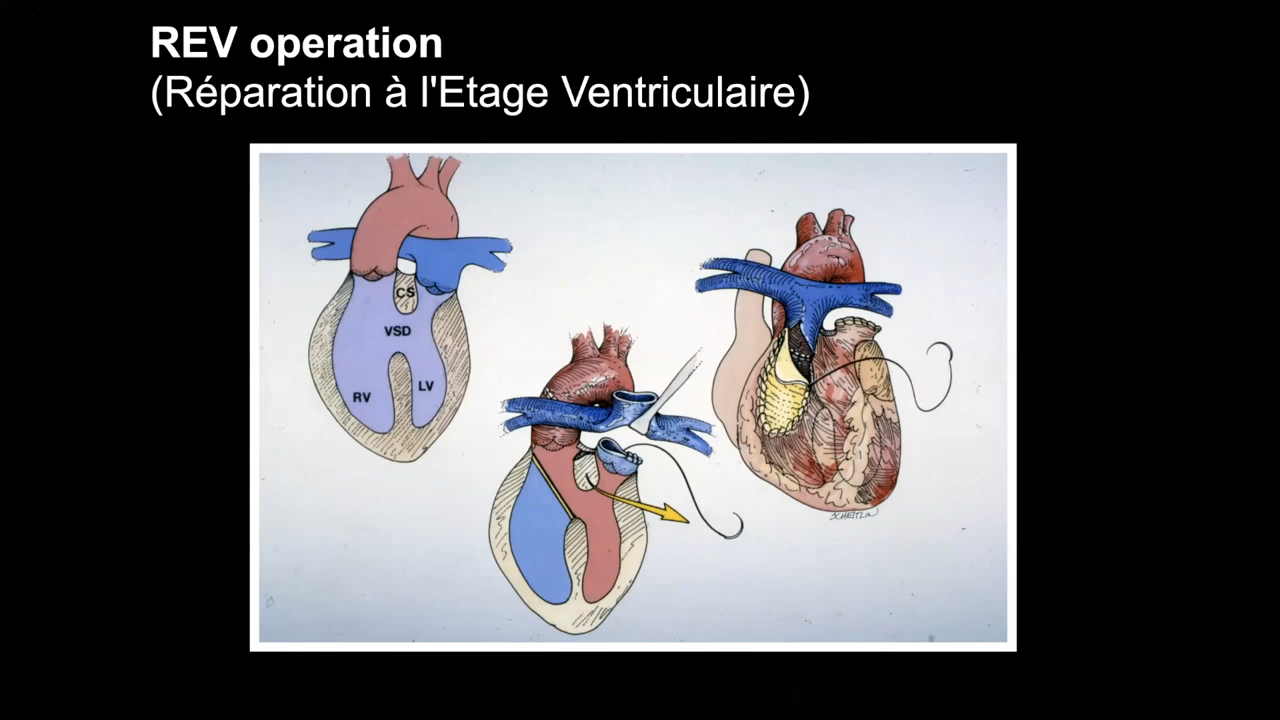 REV operation
(Réparation à l'Etage Ventriculaire)
CS
VSD
RV
LV